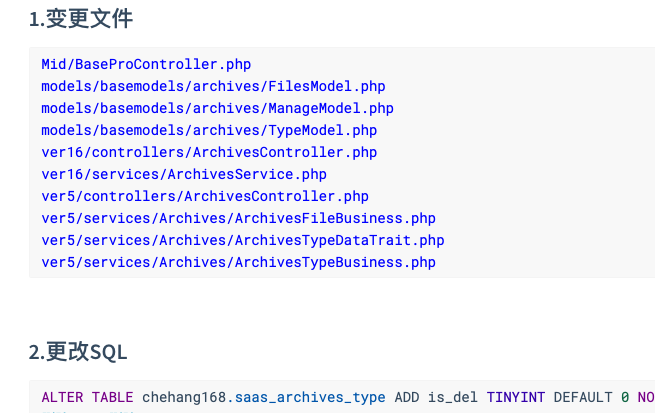 1.变更文件
Mid/BaseProController.php
models/basemodels/archives/FilesModel.php
models/basemodels/archives/ManageModel.php
models/basemodels/archives/TypeModel.php
ver16/controllers/ArchivesController.php
ver16/services/ArchivesService.php
ver5/controllers/ArchivesController.php
ver5/services/Archives/ArchivesFileBusiness.php
ver5/services/Archives/ArchivesTypeDataTrait.php
ver5/services/Archives/ArchivesTypeBusiness.php
2.更改SQL
ALTER TABLE chehang168.saas_archives_type ADD is_del TINYINT DEFAULT 0 NO